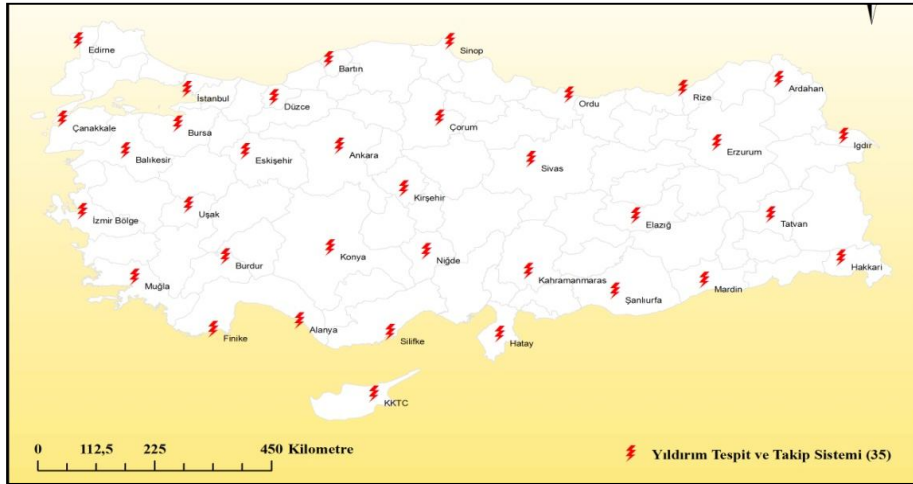 Edirne
Sinop
Bartın
İstanbul
Düzce
Ordu
Rize
Ardahan
Çanakkale
Bursa
Çorum
Iğdır
Balıkesir
Eskişehir
Ankara
Sivas
Erzurum
Kirşehir
İzmir Bölge
Uşak
Elazığ
Tatvan
Burdur
Konya
Niğde
Hakkari
Muğla
Kahramanmaras
Şanlıurfa
Mardin
Finike
Alanya
Silifke
Hatay
KKTC
0 112,5 225 450 Kilometre
Yıldırım Tespit ve Takip Sistemi (35)